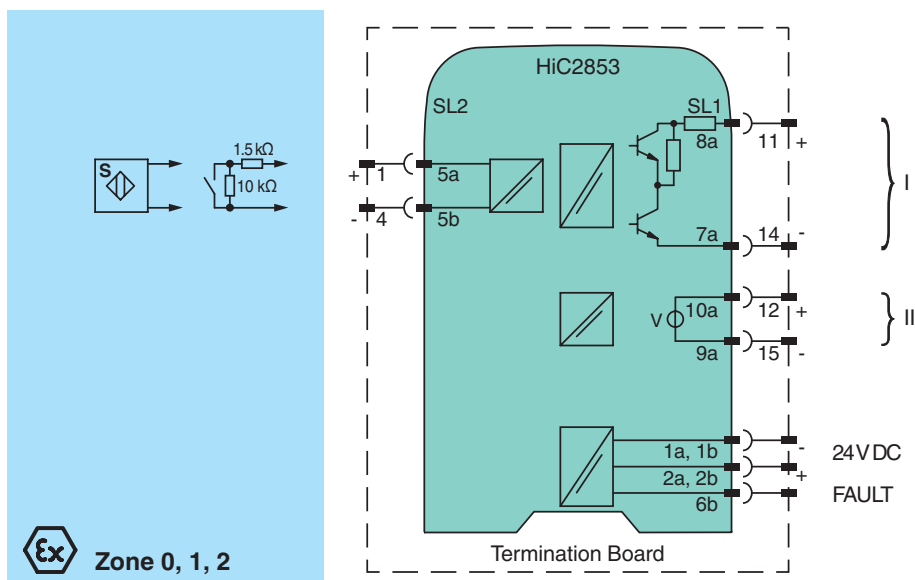 HiC2853
SL2
SL1
8a
11
+
S
1.5 kΩ
10 kΩ
+
1
5a
-
4
5b
I
7a
14
-
10a
12
+
V
II
9a
15
-
1a, 1b
-
24 V DC
2a, 2b
+
6b
FAULT
Ex
Zone 0, 1, 2
Termination Board